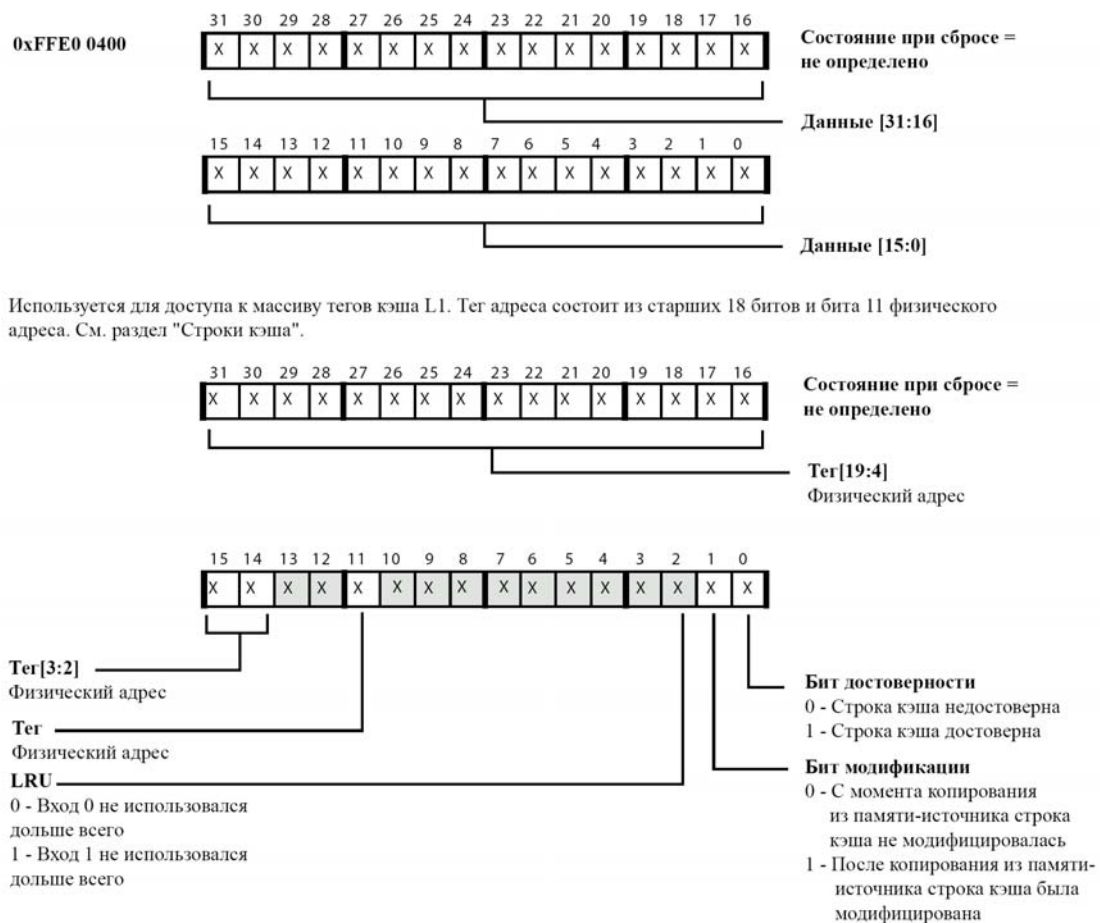 31 30 29 28 27 26 25 24 23 22 21 20 19 18 17 16
0xFFE0 0400
X X X X X X X X X X X X X X X X
Состояние при сбросе =
не определено
Данные [31:16]
15 14 13 12 11 10 9 8 7 6 5 4 3 2 1 0
X X X X X X X X X X X X X X X X
Данные [15:0]
Используется для доступа к массиву тегов кэша L1. Тег адреса состоит из старших 18 битов и бита 11 физического
адреса. См. раздел "Строки кэша".
31 30 29 28 27 26 25 24 23 22 21 20 19 18 17 16
X X X X X X X X X X X X X X X X
Состояние при сбросе =
не определено
Тег[19:4]
Физический адрес
15 14 13 12 11 10 9 8 7 6 5 4 3 2 1 0
X X X X X X X X X X X X X X X X
Тег[3:2]
Физический адрес
Тег
Физический адрес
LRU
0 - Вход 0 не использовался
дольше всего
1 - Вход 1 не использовался
дольше всего
Бит достоверности
0 - Строка кэша недостоверна
1 - Строка кэша достоверна
Бит модификации
0 - С момента копирования
из памяти-источника строка
кэша не модифицировалась
1 - После копирования из памяти-
источника строка кэша была
модифицирована